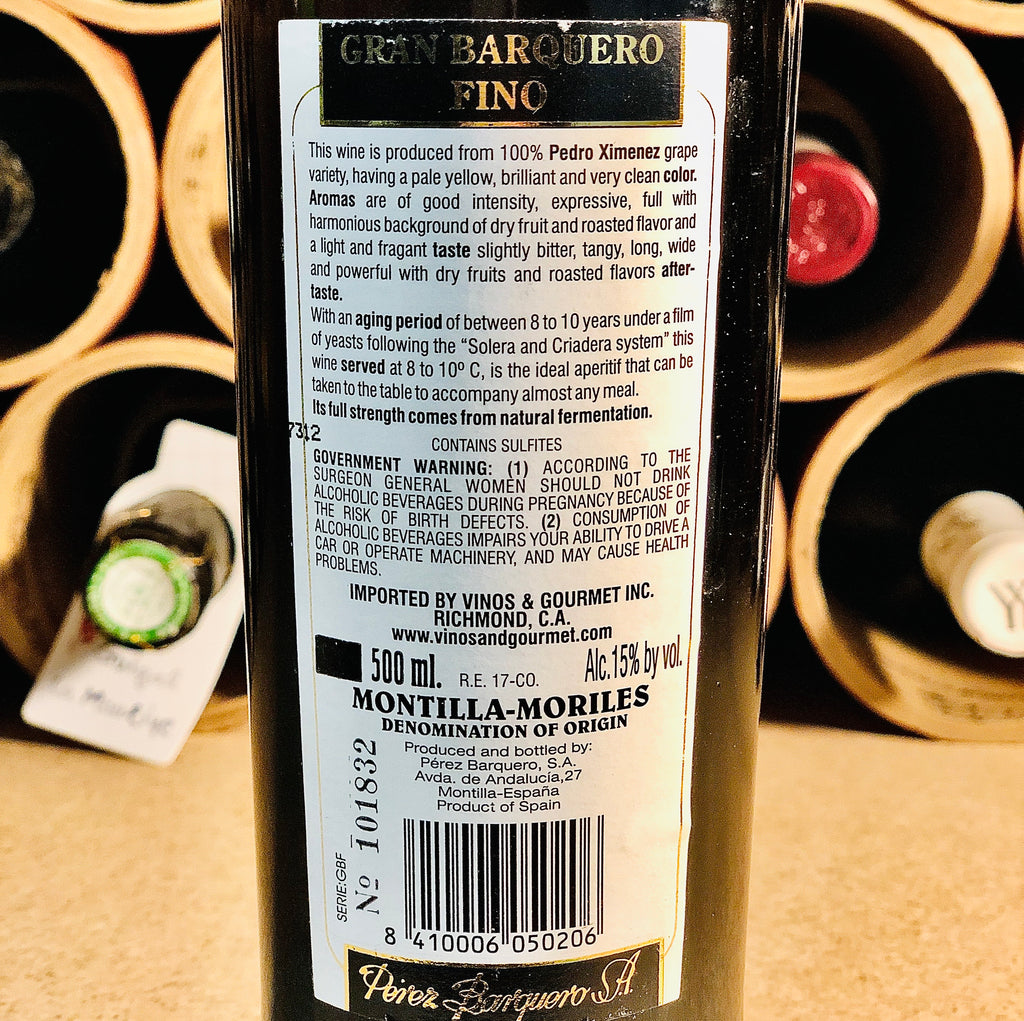 GRAN BARQUERO
FINO
This wine is produced from 100% Pedro Ximenez grape
variety, having a pale yellow, brilliant and very clean color.
Aromas are of good intensity, expressive, full with
harmonious background of dry fruit and roasted flavor and
a light and fragant taste slightly bitter, tangy, long, wide
and powerful with dry fruits and roasted flavors after-
taste.
With an aging period of between 8 to 10 years under a film
of yeasts following the “Solera and Criadera system” this
wine served at 8 to 10º C, is the ideal aperitif that can be
taken to the table to accompany almost any meal.
Its full strength comes from natural fermentation.
7312
CONTAINS SULFITES
GOVERNMENT WARNING: (1) ACCORDING TO THE
SURGEON GENERAL WOMEN SHOULD NOT DRINK
ALCOHOLIC BEVERAGES DURING PREGNANCY BECAUSE OF
THE RISK OF BIRTH DEFECTS. (2) CONSUMPTION OF
ALCOHOLIC BEVERAGES IMPAIRS YOUR ABILITY TO DRIVE A
CAR OR OPERATE MACHINERY, AND MAY CAUSE HEALTH
PROBLEMS.
IMPORTED BY VINOS & GOURMET INC.
RICHMOND, C.A.
www.vinosandgourmet.com
500 ml. R.E. 17-CO. Alc.15% by vol.
MONTILLA-MORILES
DENOMINATION OF ORIGIN
Produced and bottled by:
Pérez Barquero, S.A.
Avda. de Andalucía,27
Montilla-España
Product of Spain
SERIE:GBF
Nº 101832
8 410006 050206
Pérez Barquero S.A.